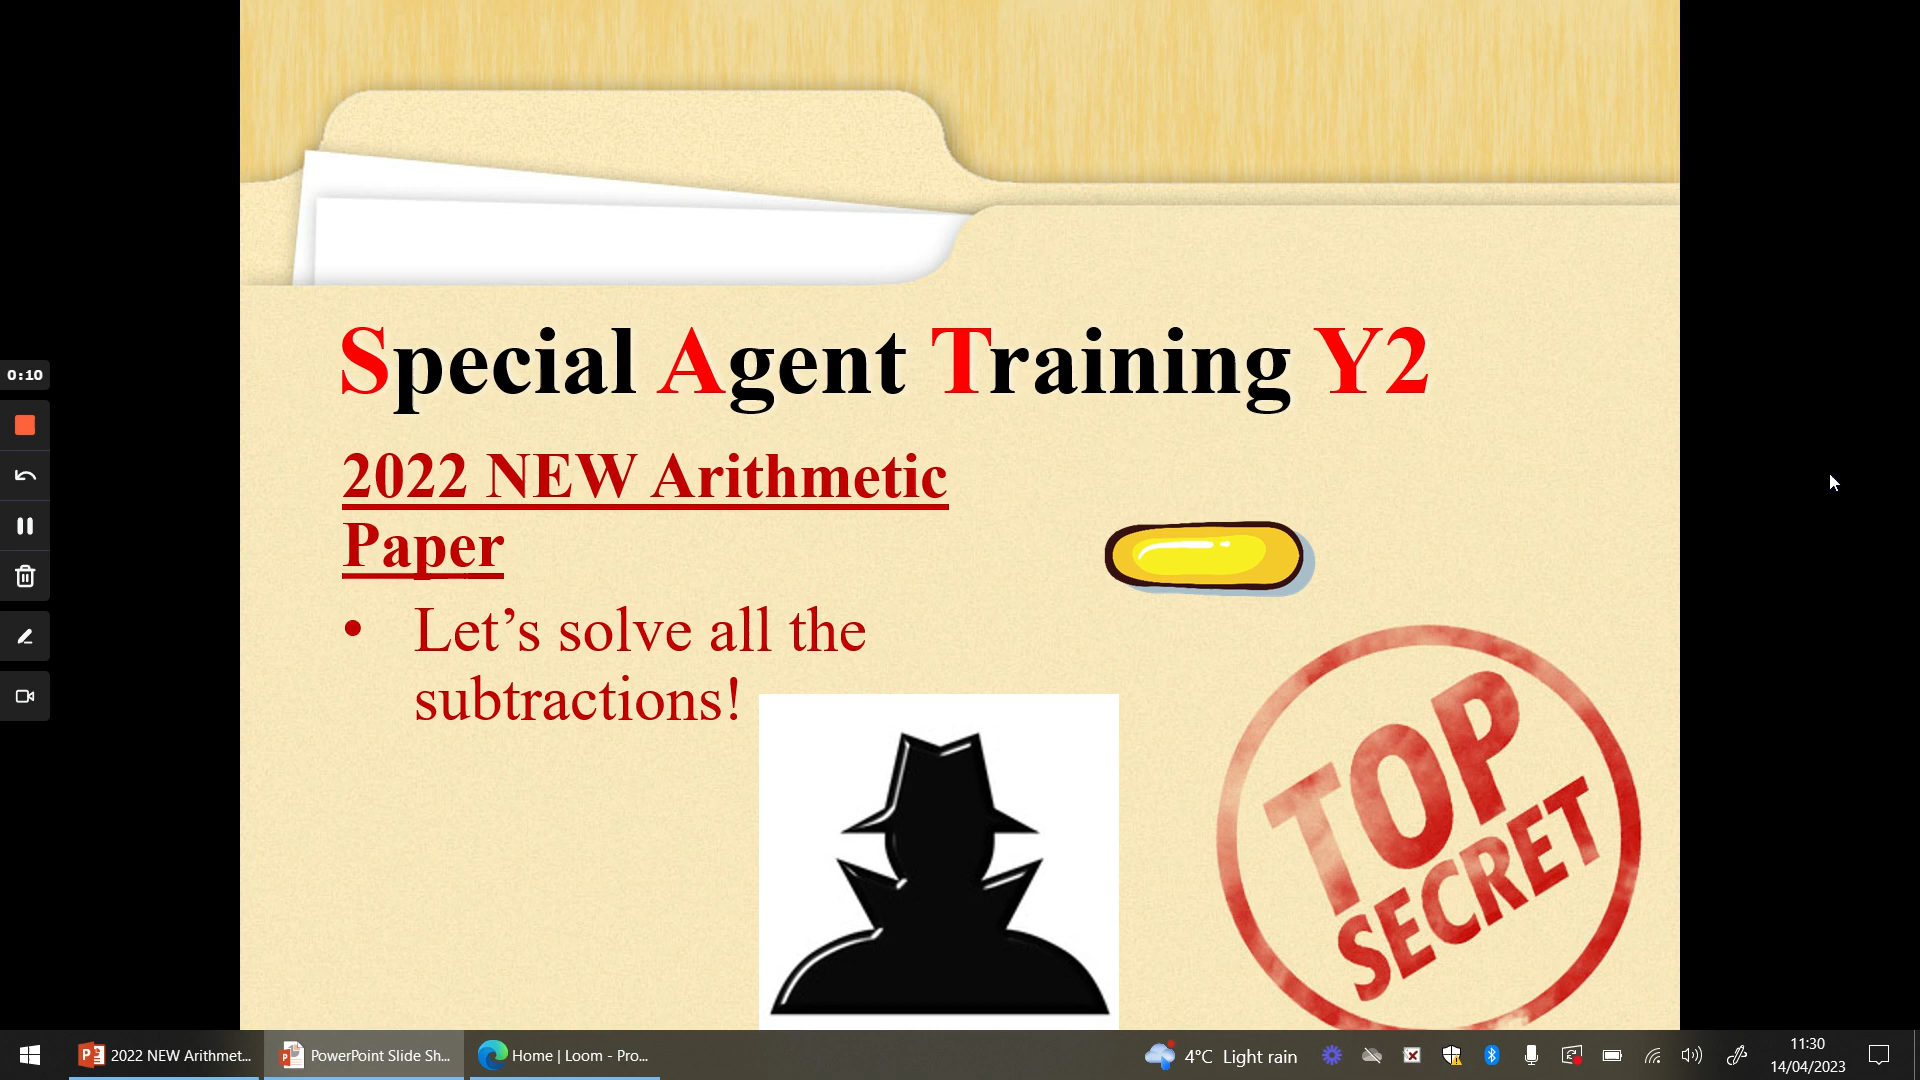 Special Agent Training Y2
2022 NEW Arithmetic
Paper
• Let’s solve all the
subtractions!
TOP
SECRET
0:10
2022 NEW Arithmet...
PowerPoint Slide Sh...
Home | Loom - Pro...
4°C Light rain
11:30
14/04/2023